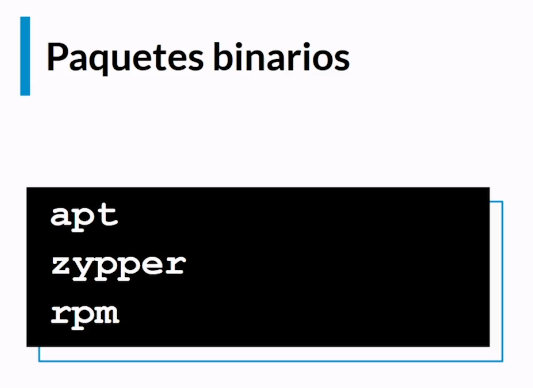 Paquetes binarios
apt
zypper
rpm